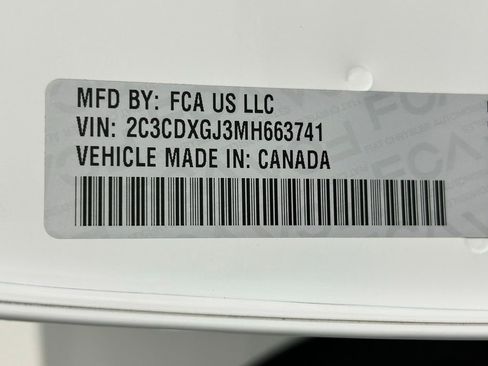 MFD BY: FCA US LLC
VIN: 2C3CDXGJ3MH663741
VEHICLE MADE IN: CANADA